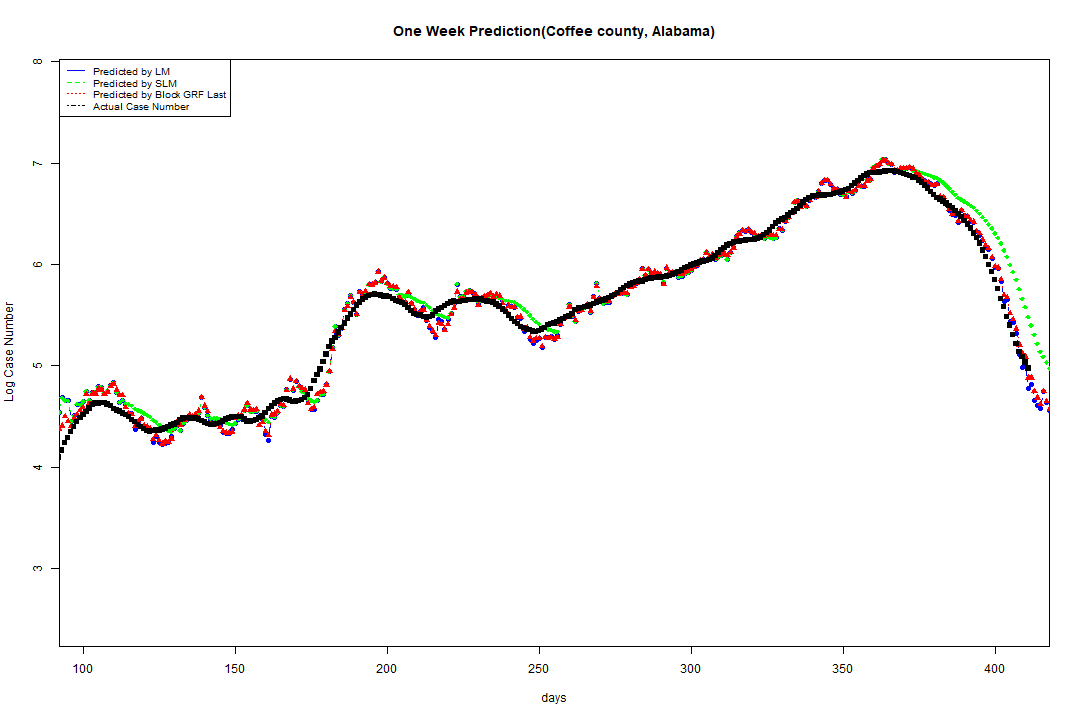 One Week Prediction(Coffee county, Alabama)
Predicted by LM
Predicted by SLM
Predicted by Block GRF Last
Actual Case Number
8
7
6
5
4
3
Log Case Number
100 150 200 250 300 350 400
days